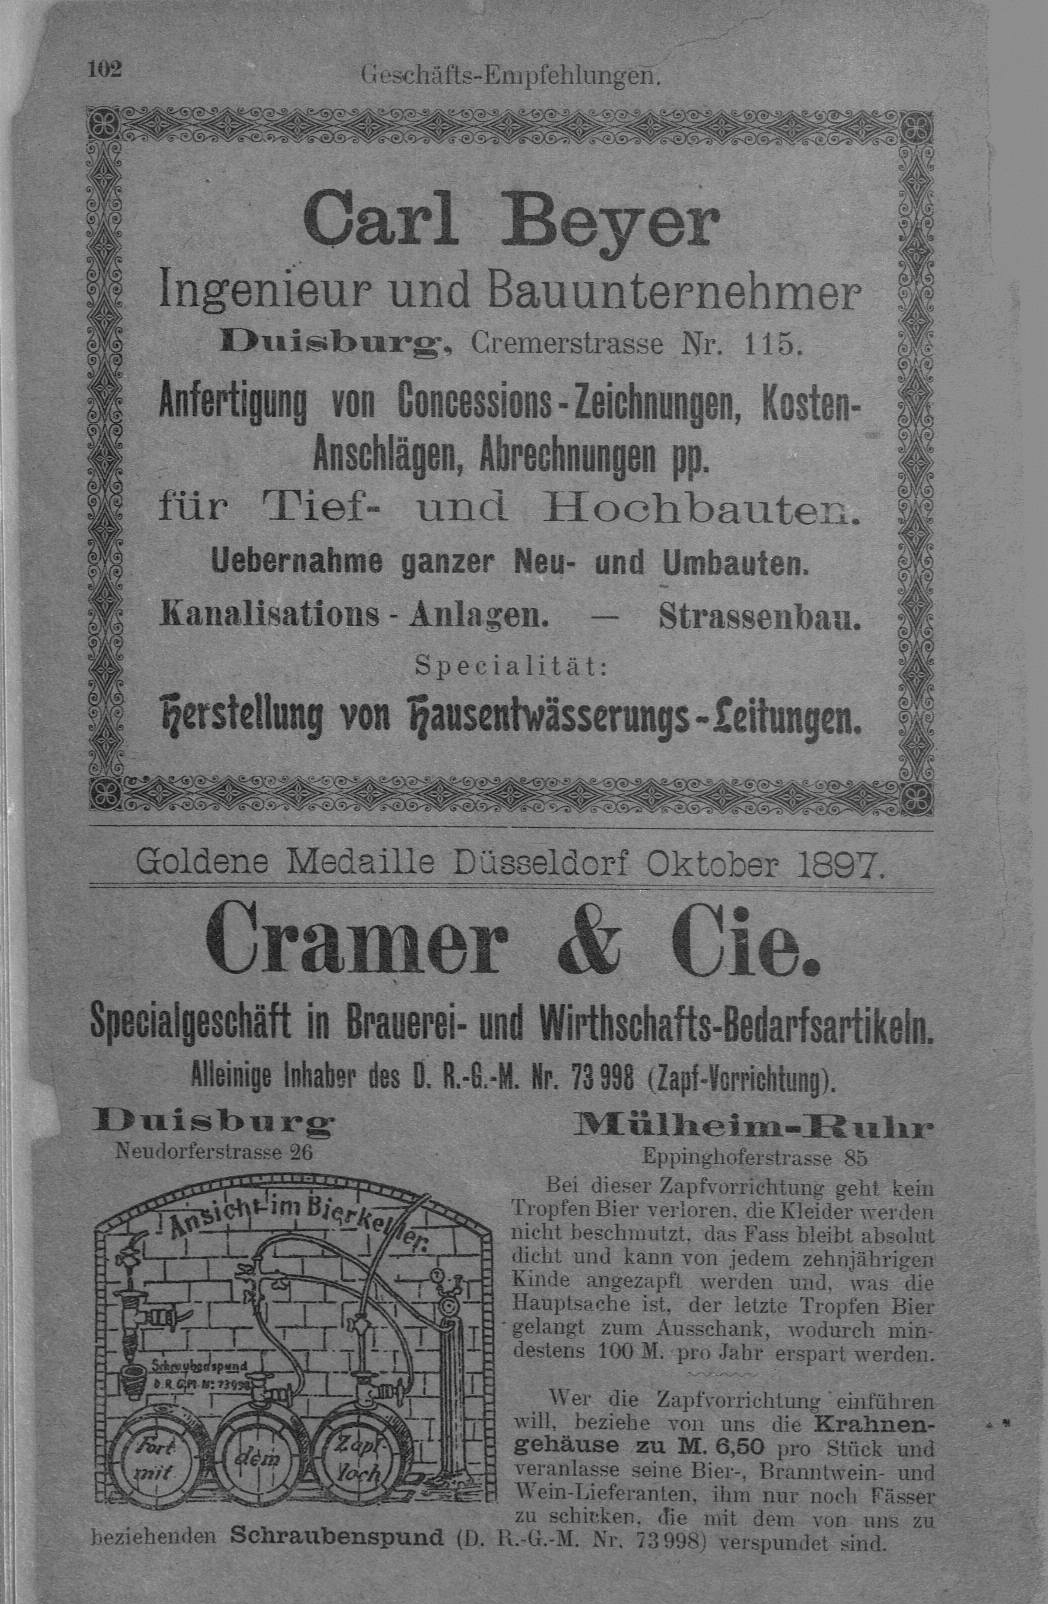 102
Geschäfts-Empfehlungen.
Carl Beyer
Ingenieur und Bauunternehmer
Duisburg, Cremerstrasse Nr. 115.
Anfertigung von Concessions-Zeichnungen, Kosten-
Anschlägen, Abrechnungen pp.
für Tief- und Hochbauten.
Uebernahme ganzer Neu- und Umbauten.
Kanalisations-Anlagen. — Strassenbau.
Specialität:
Herstellung von Hausentwässerungs-Leitungen.
Goldene Medaille Düsseldorf Oktober 1897.
Cramer & Cie.
Specialgeschäft in Brauerei- und Wirthschafts-Bedarfsartikeln.
Alleinige Inhaber des D. R.-G.-M. Nr. 73 998 (Zapf-Vorrichtung).
Duisburg
Neudorferstrasse 26
Mülheim-Ruhr
Eppinghoferstrasse 85
Ansicht im Bierkeller.
Schraubenspund
D.R.G.M. Nº 73998
Fort mit
dem
Zapfloch
Bei dieser Zapfvorrichtung geht kein
Tropfen Bier verloren, die Kleider werden
nicht beschmutzt, das Fass bleibt absolut
dicht und kann von jedem zehnjährigen
Kinde angezapft werden und, was die
Hauptsache ist, der letzte Tropfen Bier
gelangt zum Ausschank, wodurch min-
destens 100 M. pro Jahr erspart werden.
Wer die Zapfvorrichtung einführen
will, beziehe von uns die Krahnen-
gehäuse zu M. 6,50 pro Stück und
veranlasse seine Bier-, Branntwein- und
Wein-Lieferanten, ihm nur noch Fässer
zu schicken, die mit dem von uns zu
beziehenden Schraubenspund (D. R.-G.-M. Nr. 73 998) verspundet sind.